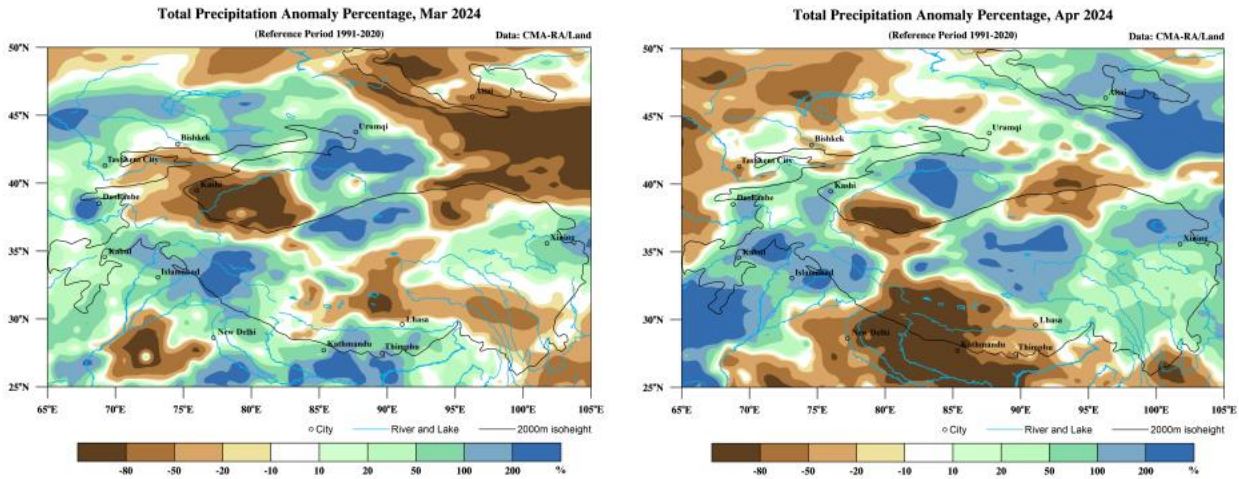 Total Precipitation Anomaly Percentage, Mar 2024
(Reference Period 1991-2020)
Data: CMA-RA/Land
50°N
45°N
40°N
35°N
30°N
25°N
Altai
Urumqi
Bishkek
Tashkent City
Kashi
Dushanbe
Xining
Kabul
Islamabad
Lhasa
New Delhi
Kathmandu
Thimphu
65°E 70°E 75°E 80°E 85°E 90°E 95°E 100°E 105°E
City River and Lake 2000m isoheight
-80 -50 -20 -10 10 20 50 100 200 %
Total Precipitation Anomaly Percentage, Apr 2024
(Reference Period 1991-2020)
Data: CMA-RA/Land
50°N
45°N
40°N
35°N
30°N
25°N
Altai
Urumqi
Bishkek
Tashkent City
Kashi
Dushanbe
Xining
Kabul
Islamabad
Lhasa
New Delhi
Kathmandu
Thimphu
65°E 70°E 75°E 80°E 85°E 90°E 95°E 100°E 105°E
City River and Lake 2000m isoheight
-80 -50 -20 -10 10 20 50 100 200 %